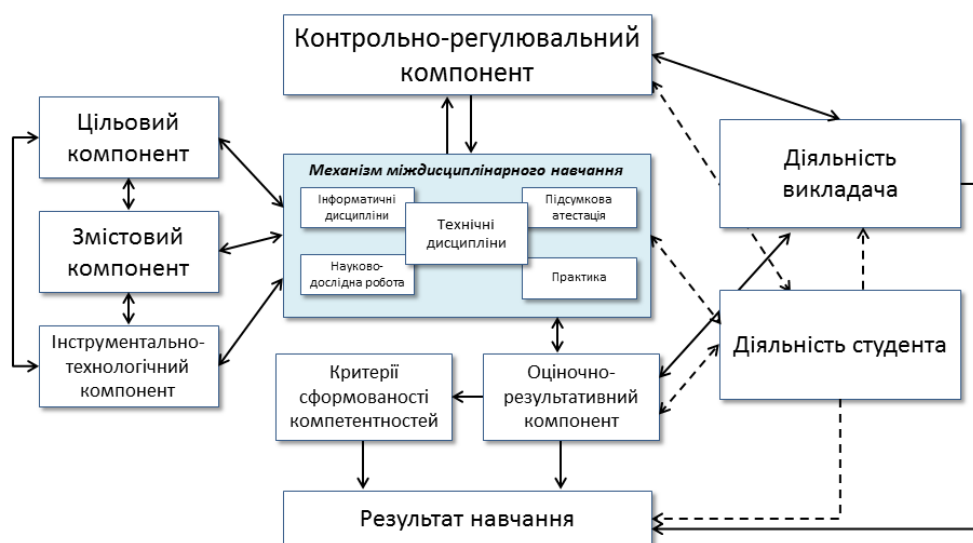 Контрольно-регулювальний
компонент
Цільовий
компонент
Змістовий
компонент
Інструментально-
технологічний
компонент
Механізм міждисциплінарного навчання
Інформатичні
дисципліни
Підсумкова
атестація
Технічні
дисципліни
Науково-
дослідна робота
Практика
Діяльність
викладача
Діяльність студента
Критерії
сформованості
компетентностей
Оціночно-
результативний
компонент
Результат навчання